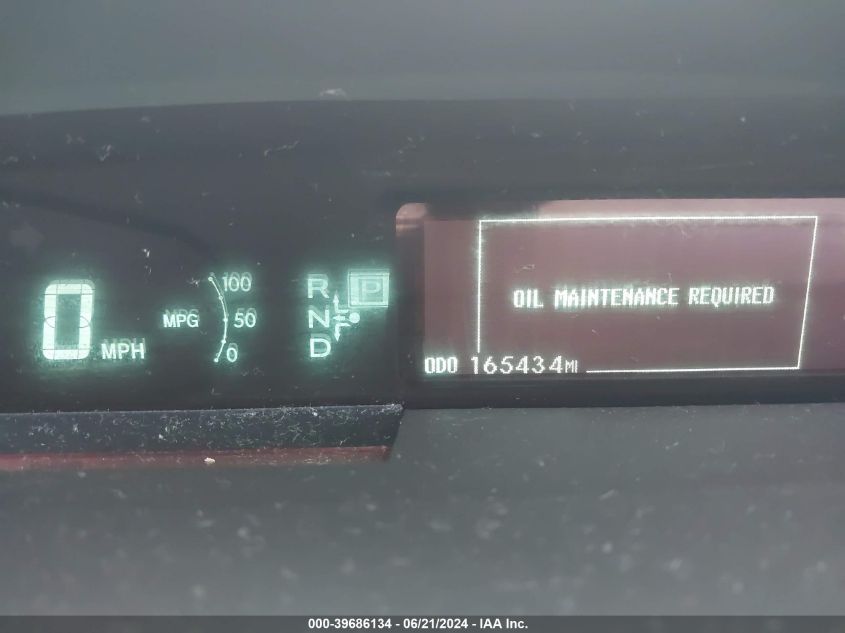 0 MPH
MPG
100
50
0
R P
N
D
OIL MAINTENANCE REQUIRED
ODO 165434MI
000-39686134 - 06/21/2024 - IAA Inc.